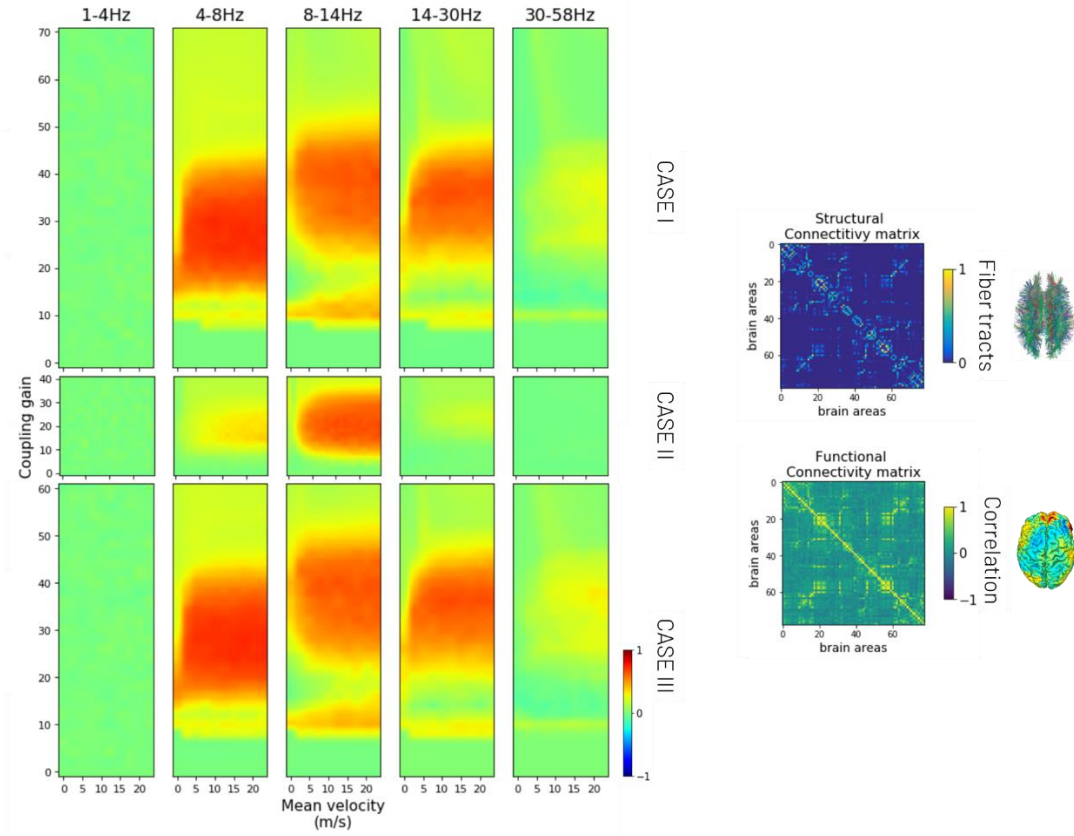 1-4Hz 4-8Hz 8-14Hz 14-30Hz 30-58Hz
70
60
50
40
30
20
10
0
CASE I
40
30
20
10
0
CASE II
Coupling gain
60
50
40
30
20
10
0
CASE III
1
0
−1
0 5 10 15 20 0 5 10 15 20 0 5 10 15 20 0 5 10 15 20 0 5 10 15 20
Mean velocity
(m/s)
Structural
Connectitivy matrix
0
20
40
60
brain areas
0 20 40 60
brain areas
1
0
Fiber tracts
Functional
Connectivity matrix
0
20
40
60
brain areas
0 20 40 60
brain areas
1
0
−1
Correlation